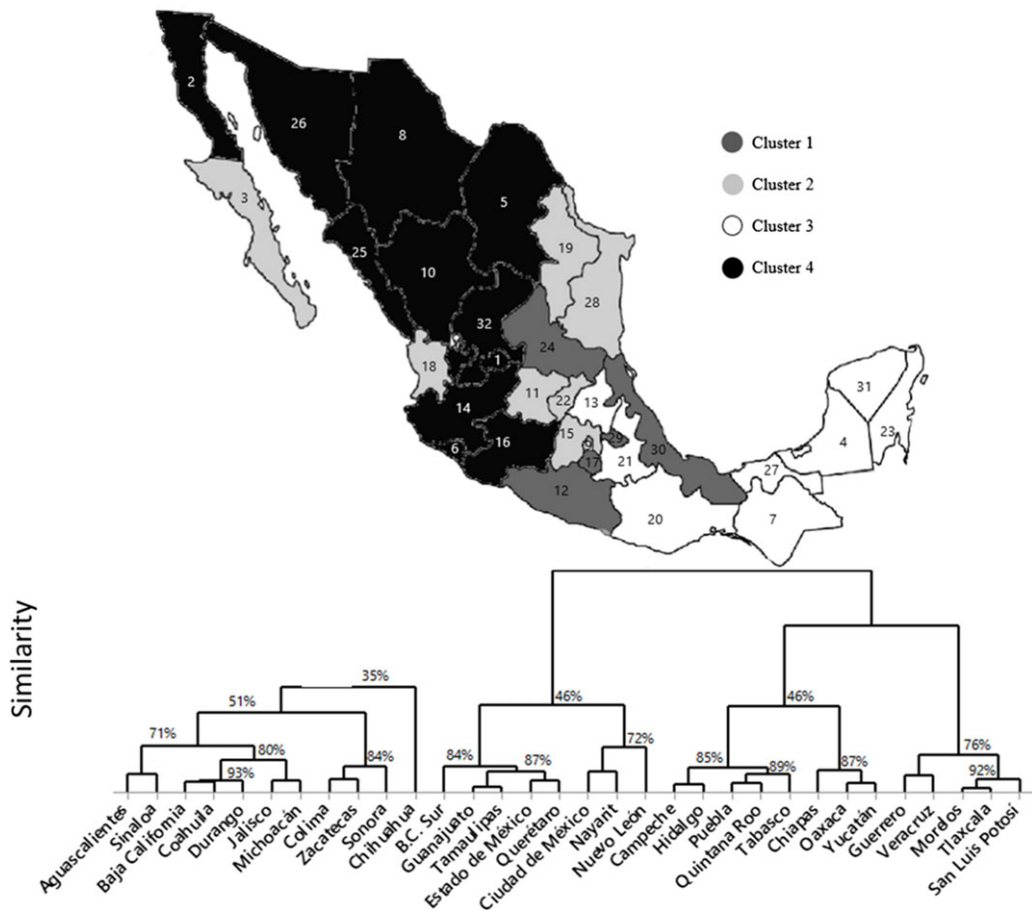 2
26
8
5
3
25
10
19
28
32
24
1
18
11
22
13
14
15
9
29
16
6
17
21
30
12
20
31
4
23
27
7
Cluster 1
Cluster 2
Cluster 3
Cluster 4
Similarity
35%
51%
71%
80%
93%
84%
46%
84%
87%
72%
46%
85%
89%
87%
76%
92%
Aguascalientes
Sinaloa
Baja California
Coahuila
Durango
Jalisco
Michoacán
Colima
Zacatecas
Sonora
Chihuahua
B.C. Sur
Guanajuato
Tamaulipas
Estado de México
Querétaro
Ciudad de México
Nayarit
Nuevo León
Campeche
Hidalgo
Puebla
Quintana Roo
Tabasco
Chiapas
Oaxaca
Yucatán
Guerrero
Veracruz
Morelos
Tlaxcala
San Luis Potosí